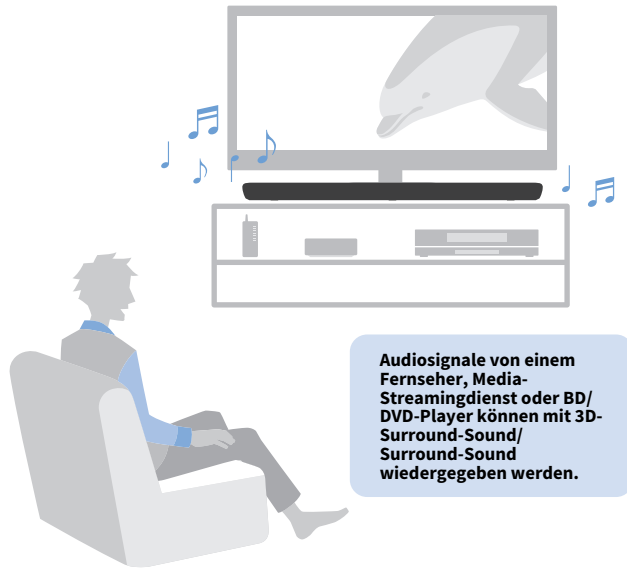 Audiosignale von einem
Fernseher, Media-
Streamingdienst oder BD/
DVD-Player können mit 3D-
Surround-Sound/
Surround-Sound
wiedergegeben werden.